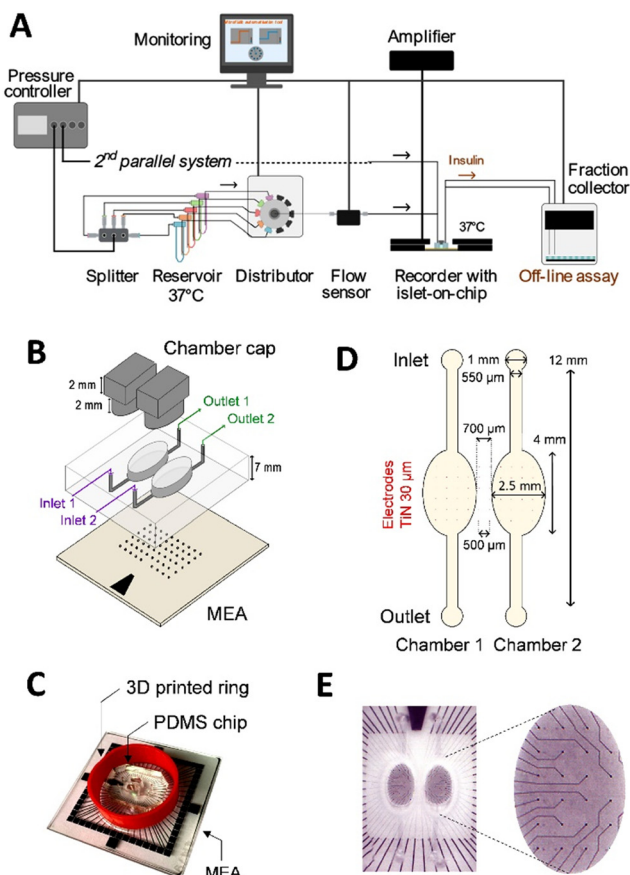 A
Monitoring
Amplifier
Pressure
controller
2nd parallel system
Insulin
Fraction
collector
37°C
Splitter
Reservoir
37°C
Distributor
Flow
sensor
Recorder with
islet-on-chip
Off-line assay
B
Chamber cap
2 mm
2 mm
Outlet 1
Outlet 2
7 mm
Inlet 1
Inlet 2
MEA
C
3D printed ring
PDMS chip
MEA
D
Inlet
1 mm
12 mm
550 µm
700 µm
4 mm
Electrodes
TiN 30 µm
2.5 mm
500 µm
Outlet
Chamber 1
Chamber 2
E